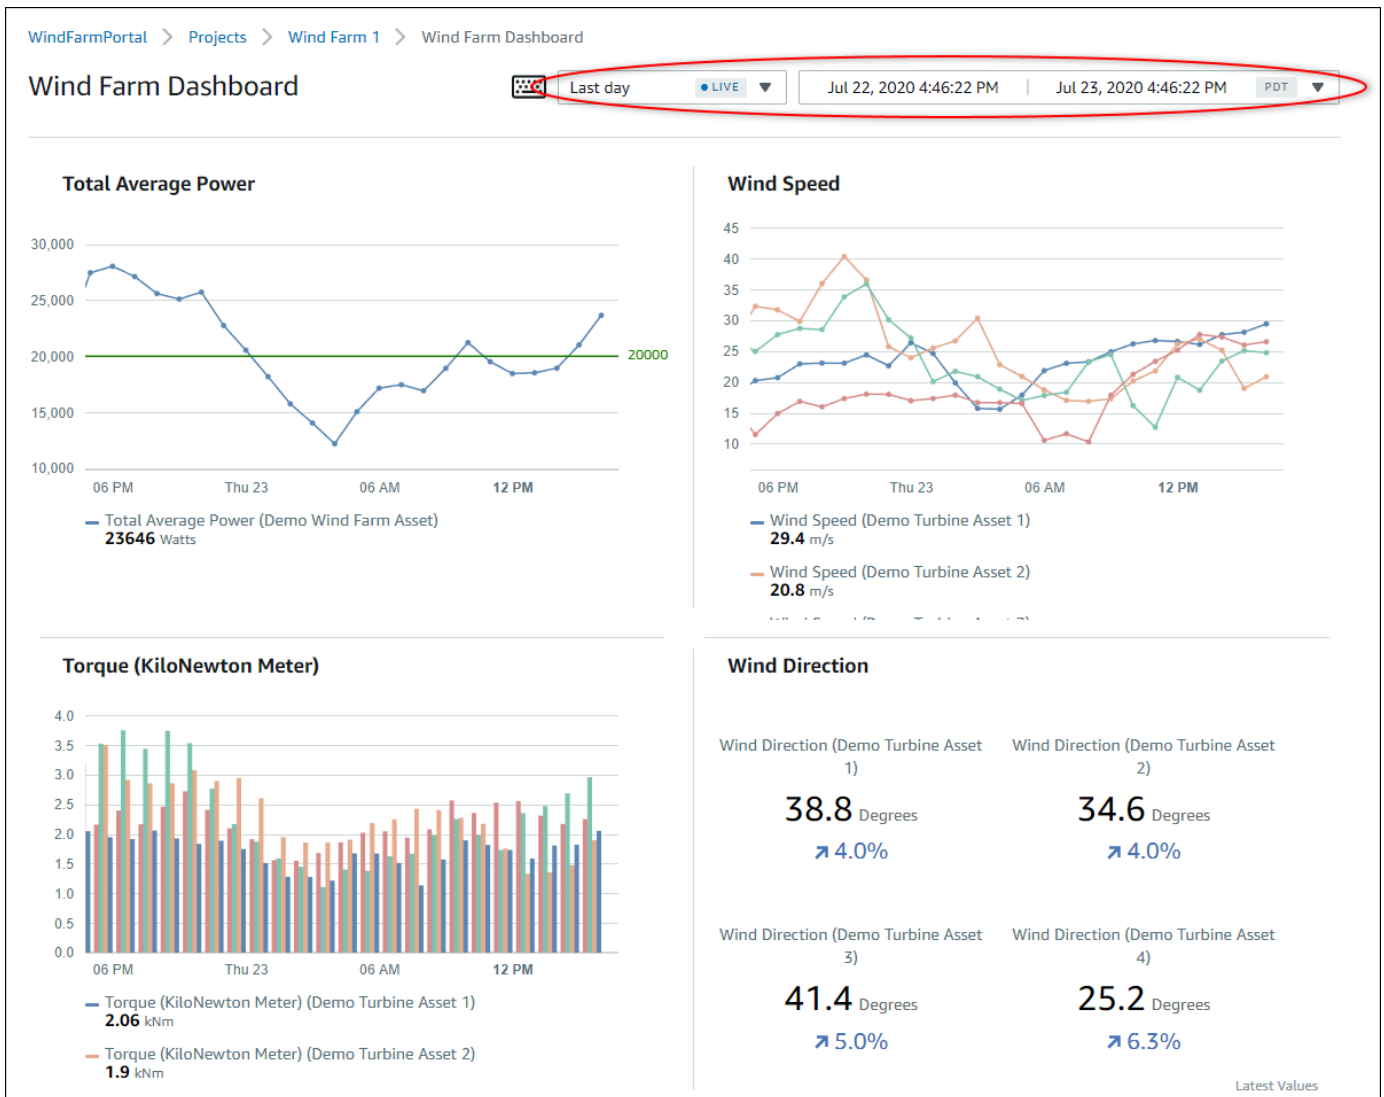 WindFarmPortal > Projects > Wind Farm 1 > Wind Farm Dashboard
Wind Farm Dashboard
Last day
LIVE
Jul 22, 2020 4:46:22 PM
Jul 23, 2020 4:46:22 PM
PDT
Total Average Power
30,000
25,000
20,000
15,000
10,000
20000
06 PM
Thu 23
06 AM
12 PM
Total Average Power (Demo Wind Farm Asset)
23646 Watts
Wind Speed
45
40
35
30
25
20
15
10
06 PM
Thu 23
06 AM
12 PM
Wind Speed (Demo Turbine Asset 1)
29.4 m/s
Wind Speed (Demo Turbine Asset 2)
20.8 m/s
Torque (KiloNewton Meter)
4.0
3.5
3.0
2.5
2.0
1.5
1.0
0.5
0.0
06 PM
Thu 23
06 AM
12 PM
Torque (KiloNewton Meter) (Demo Turbine Asset 1)
2.06 kNm
Torque (KiloNewton Meter) (Demo Turbine Asset 2)
1.9 kNm
Wind Direction
Wind Direction (Demo Turbine Asset
1)
38.8 Degrees
4.0%
Wind Direction (Demo Turbine Asset
2)
34.6 Degrees
4.0%
Wind Direction (Demo Turbine Asset
3)
41.4 Degrees
5.0%
Wind Direction (Demo Turbine Asset
4)
25.2 Degrees
6.3%
Latest Values